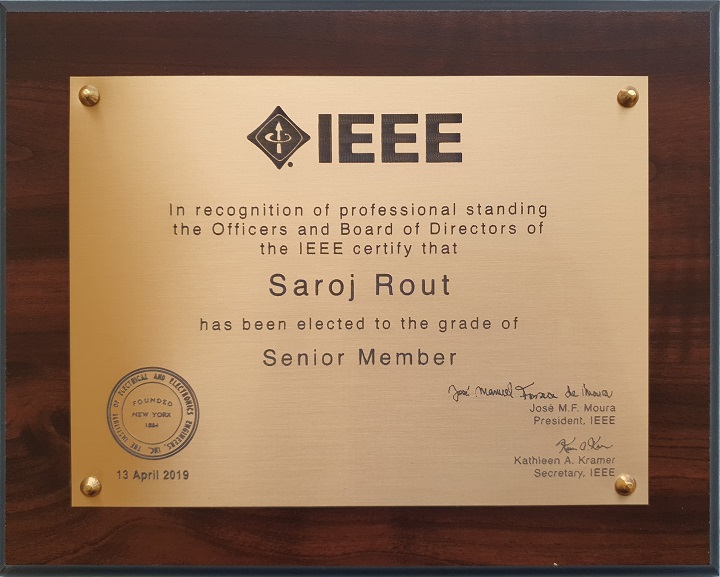 IEEE
In recognition of professional standing
the Officers and Board of Directors of
the IEEE certify that
Saroj Rout
has been elected to the grade of
Senior Member
José Manuel Fonseca de Moura
José M.F. Moura
President, IEEE
Kathleen A. Kramer
Secretary, IEEE
THE INSTITUTE OF ELECTRICAL AND ELECTRONICS ENGINEERS, INC.
FOUNDED
NEW YORK
1884
13 April 2019